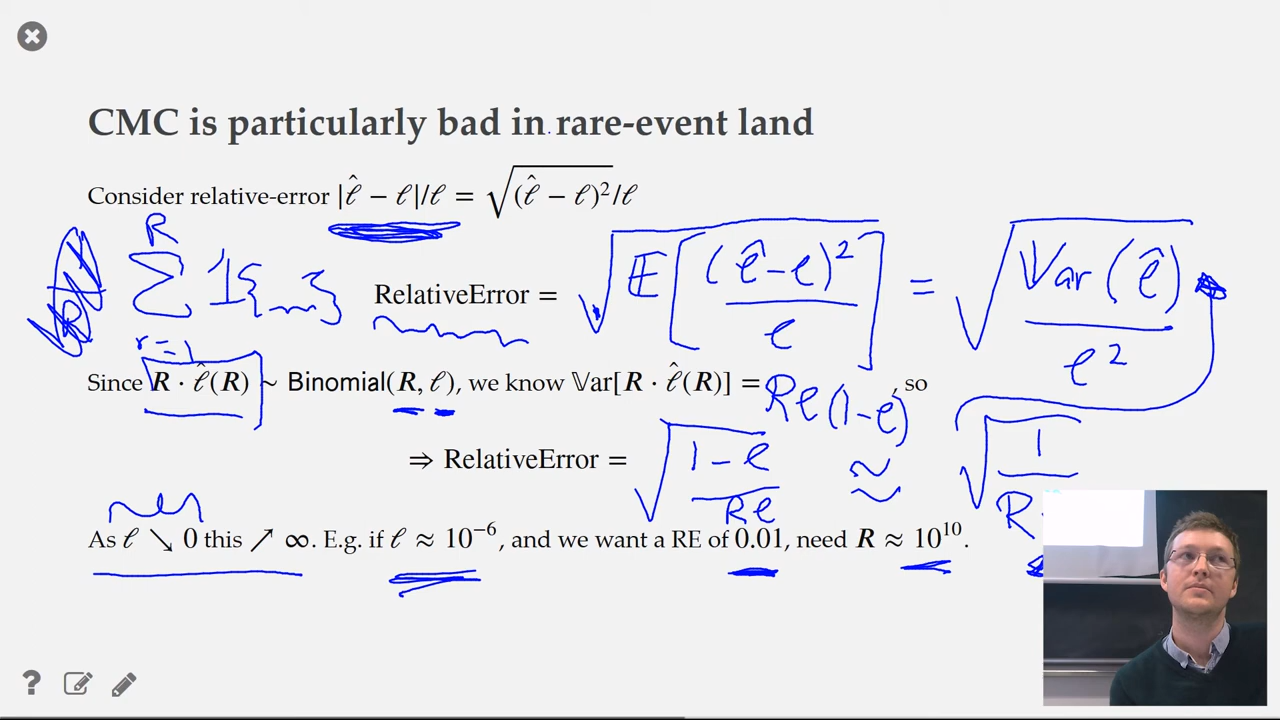 CMC is particularly bad in rare-event land
Consider relative-error |ℓ̂ − ℓ|/ℓ = √(ℓ̂ − ℓ)²/ℓ
R
∑ 1{...}
r=1
RelativeError = √𝔼[(ℓ̂−ℓ)²/ℓ] = √Var(ℓ̂)/ℓ²
Since R · ℓ̂(R) ∼ Binomial(R, ℓ), we know 𝕍ar[R · ℓ̂(R)] = Rℓ(1−ℓ), so
⇒ RelativeError = √(1−ℓ)/Rℓ ≈ √1/R
As ℓ ↘ 0 this ↗ ∞. E.g. if ℓ ≈ 10⁻⁶, and we want a RE of 0.01, need R ≈ 10¹⁰.
?